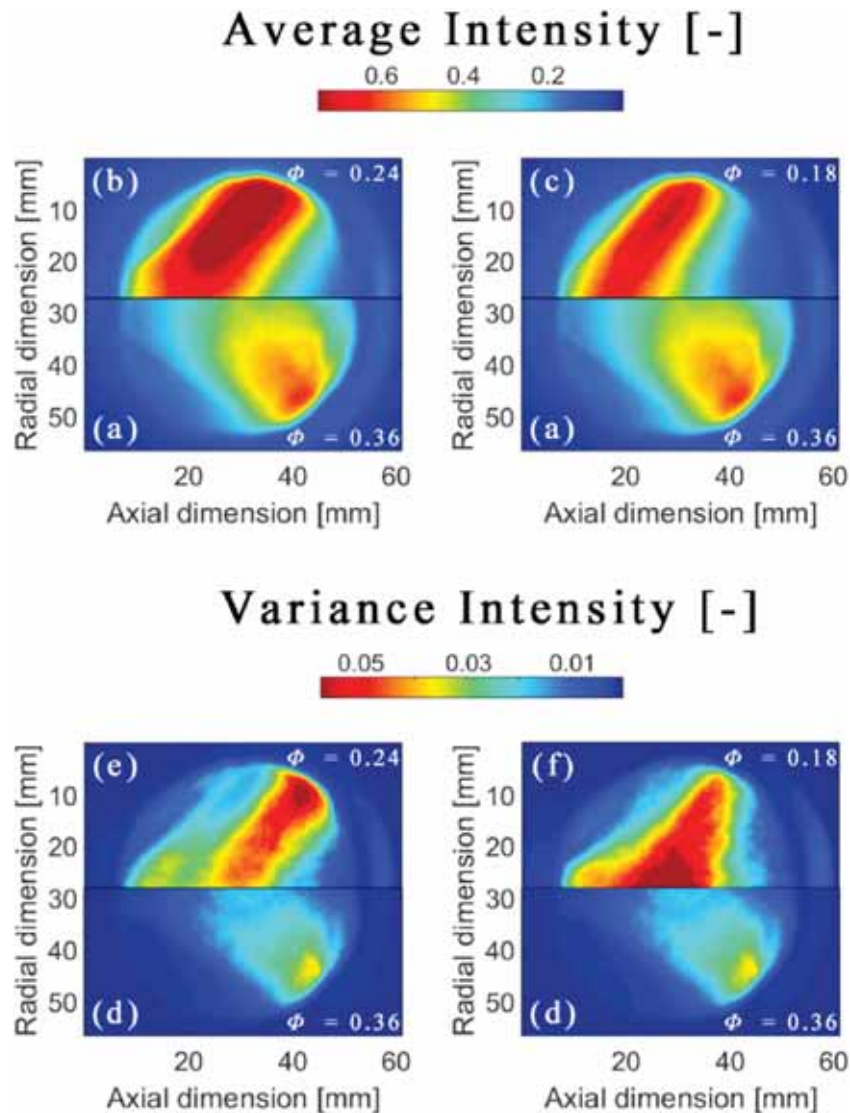 Average Intensity [-]
0.6 0.4 0.2
(b) Φ = 0.24
(c) Φ = 0.18
Radial dimension [mm]
10
20
30
40
50
(a) Φ = 0.36
20 40 60
Axial dimension [mm]
Radial dimension [mm]
10
20
30
40
50
(a) Φ = 0.36
20 40 60
Axial dimension [mm]
Variance Intensity [-]
0.05 0.03 0.01
(e) Φ = 0.24
(f) Φ = 0.18
Radial dimension [mm]
10
20
30
40
50
(d) Φ = 0.36
20 40 60
Axial dimension [mm]
Radial dimension [mm]
10
20
30
40
50
(d) Φ = 0.36
20 40 60
Axial dimension [mm]